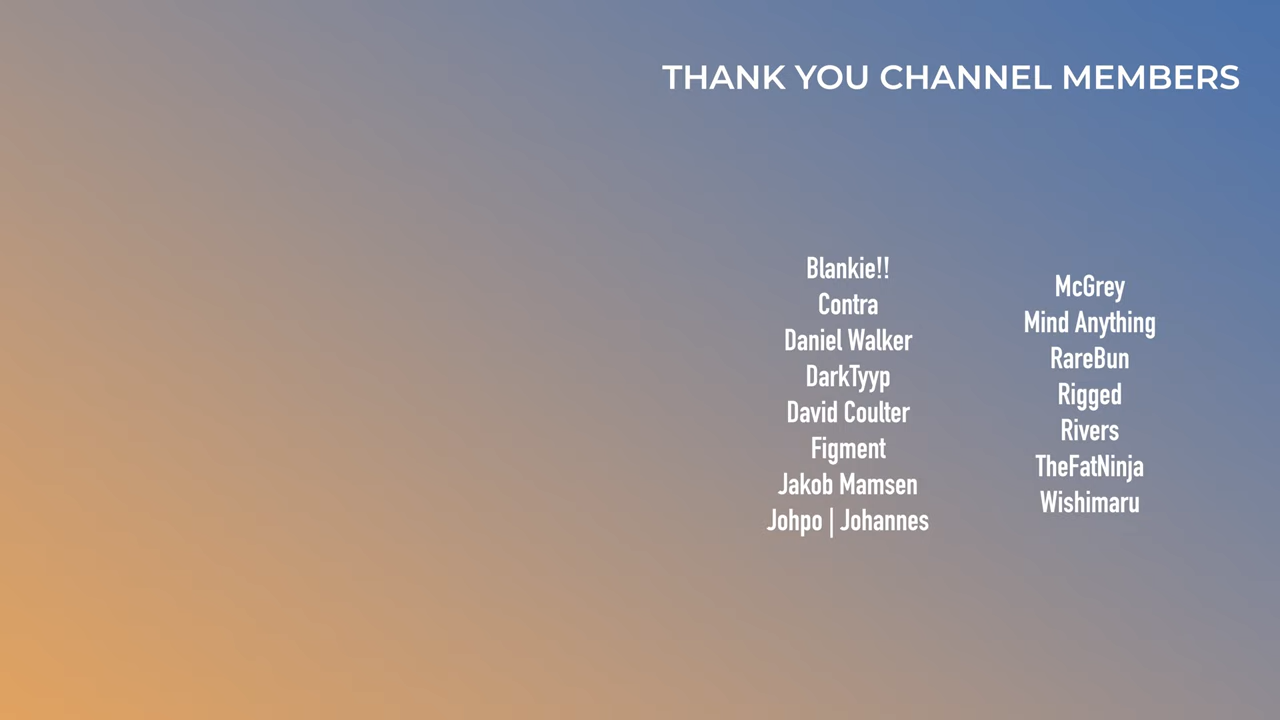 THANK YOU CHANNEL MEMBERS
Blankie!!
Contra
Daniel Walker
DarkTyyp
David Coulter
Figment
Jakob Mamsen
Johpo | Johannes
McGrey
Mind Anything
RareBun
Rigged
Rivers
TheFatNinja
Wishimaru